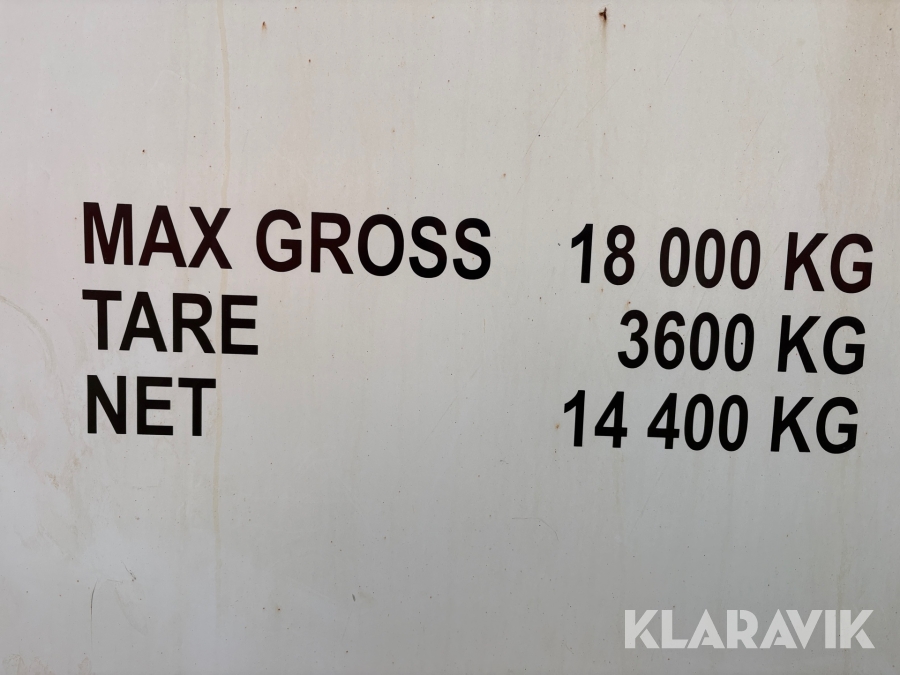 MAX GROSS 18 000 KG
TARE 3600 KG
NET 14 400 KG
KLARAVIK